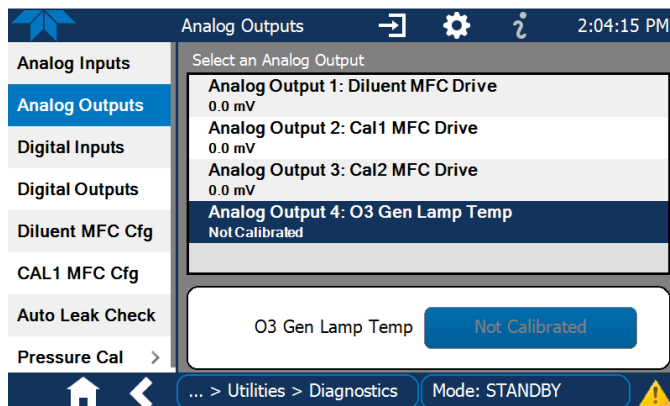 Analog Outputs
2:04:15 PM
Analog Inputs
Analog Outputs
Digital Inputs
Digital Outputs
Diluent MFC Cfg
CAL1 MFC Cfg
Auto Leak Check
Pressure Cal >
Select an Analog Output
Analog Output 1: Diluent MFC Drive
0.0 mV
Analog Output 2: Cal1 MFC Drive
0.0 mV
Analog Output 3: Cal2 MFC Drive
0.0 mV
Analog Output 4: O3 Gen Lamp Temp
Not Calibrated
O3 Gen Lamp Temp
Not Calibrated
... > Utilities > Diagnostics
Mode: STANDBY